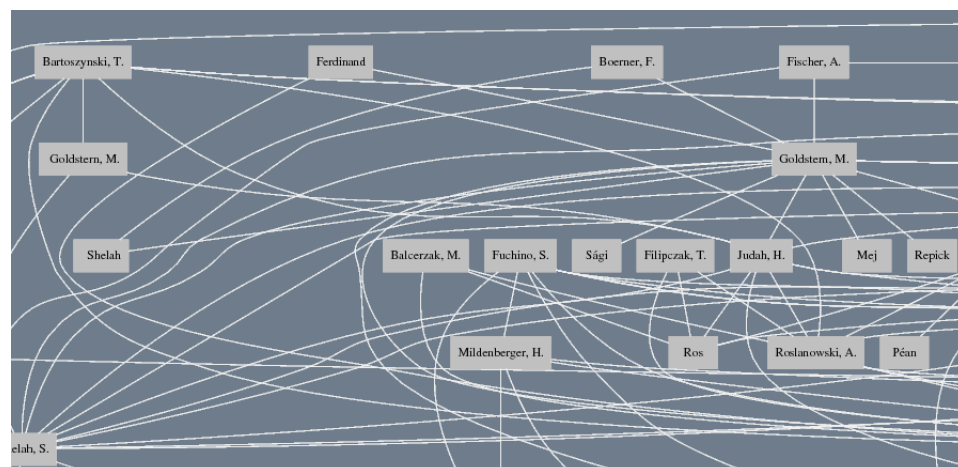 Bartoszynski, T.
Ferdinand
Boerner, F.
Fischer, A.
Goldstern, M.
Goldstern, M.
Shelah
Balcerzak, M.
Fuchino, S.
Sági
Filipczak, T.
Judah, H.
Mej
Repick
Mildenberger, H.
Ros
Roslanowski, A.
Péan
elah, S.